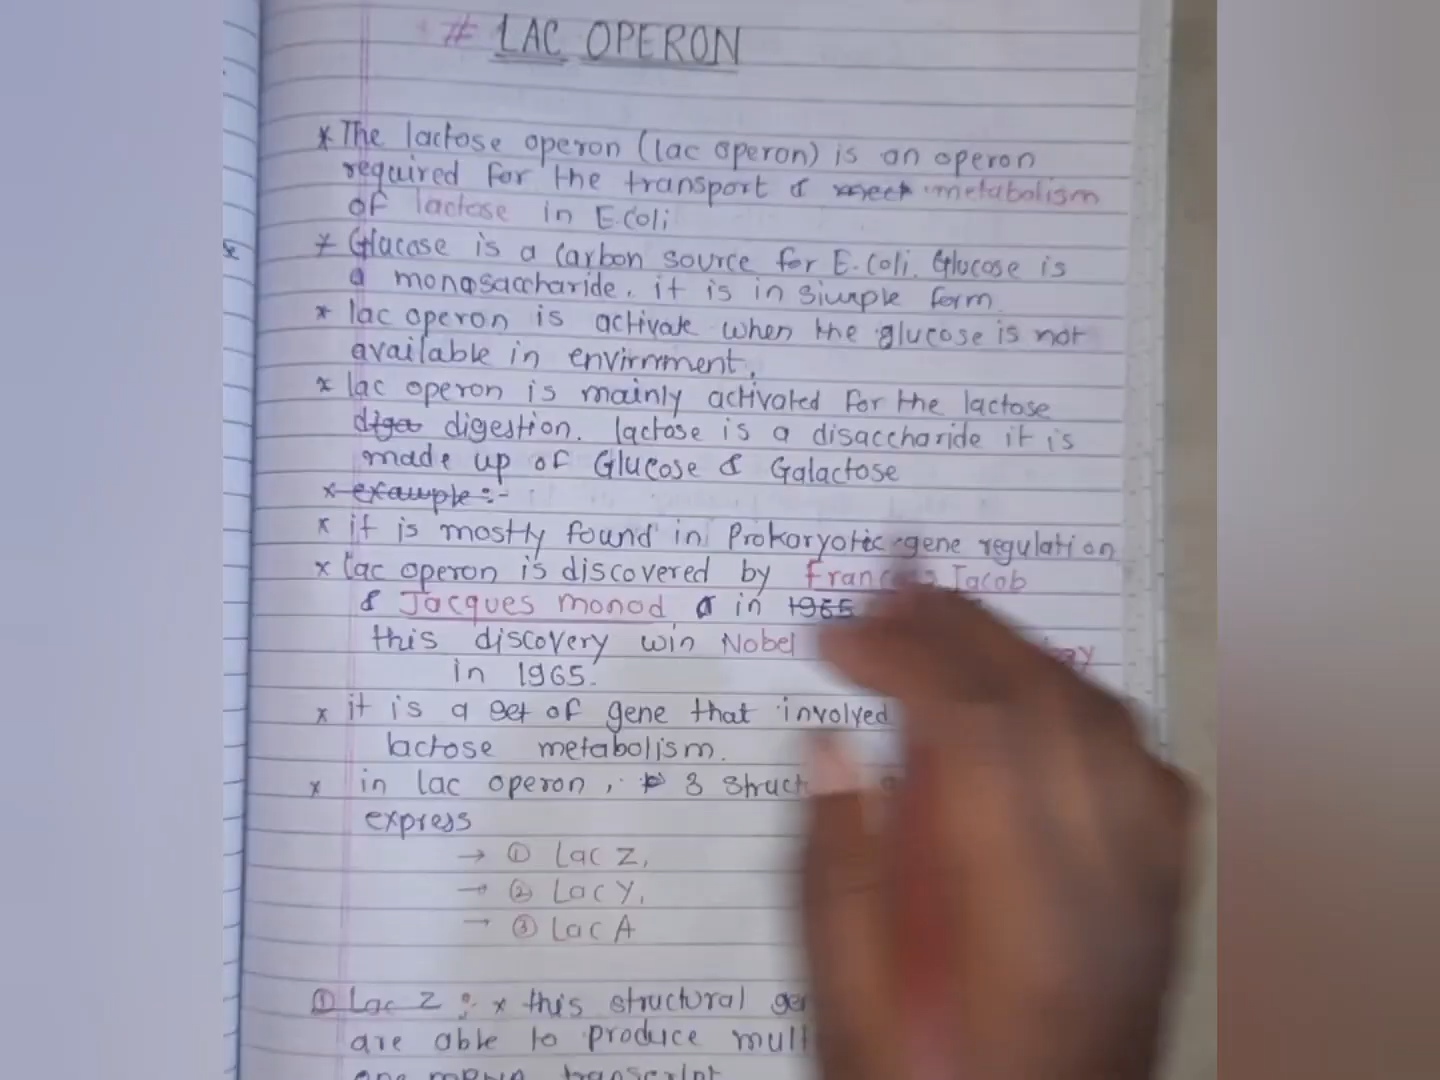 # LAC OPERON
* The lactose operon (lac operon) is an operon
required for the transport & meet metabolism
of lactose in E.coli
* Glucose is a carbon source for E.coli. Glucose is
a monosaccharide. it is in simple form.
* lac operon is activate when the glucose is not
available in envirnment.
* lac operon is mainly activated for the lactose
diges digestion. lactose is a disaccharide it is
made up of Glucose & Galactose
* example :-
* it is mostly found in Prokaryotic gene regulation
* lac operon is discovered by Jacob
& Jacques monod in 1965
this discovery win Nobel
in 1965.
* it is a set of gene that involved
lactose metabolism.
* in lac operon, 3
express
→ ① Lac Z,
→ ② Lac Y,
→ ③ Lac A
① Lac Z : * this structural
are able to produce